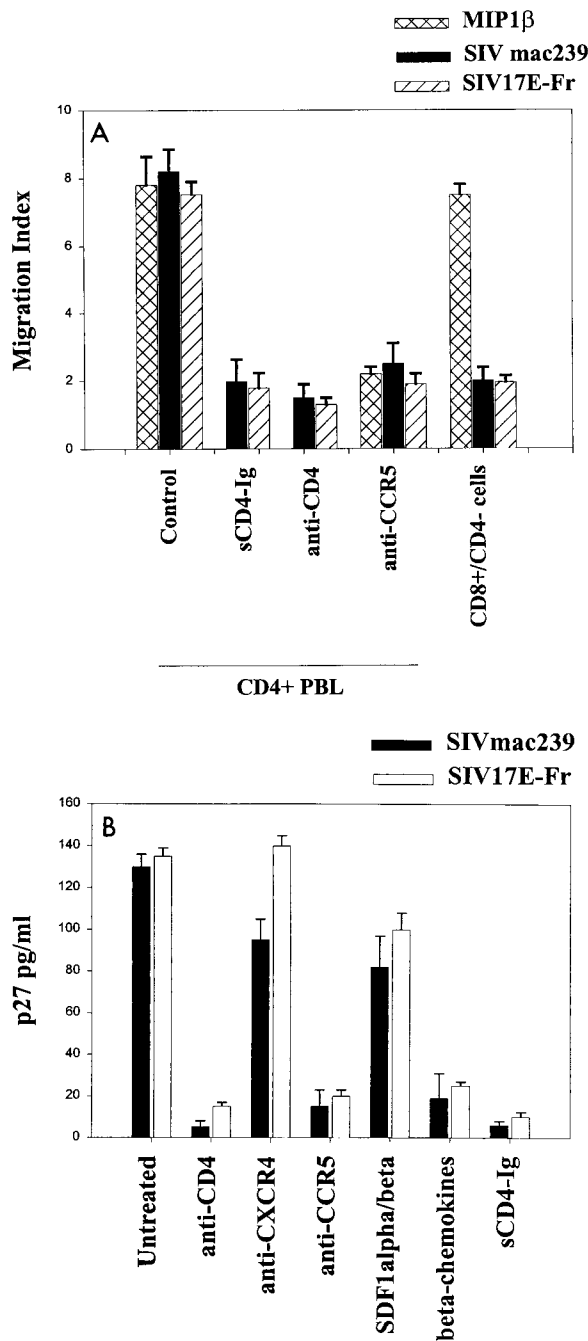 MIP1β
SIV mac239
SIV17E-Fr
A
10
8
6
4
2
0
Migration Index
Control
sCD4-Ig
anti-CD4
anti-CCR5
CD8+/CD4- cells
CD4+ PBL
SIVmac239
SIV17E-Fr
B
160
140
120
100
80
60
40
20
0
p27 pg/ml
Untreated
anti-CD4
anti-CXCR4
anti-CCR5
SDF1alpha/beta
beta-chemokines
sCD4-Ig